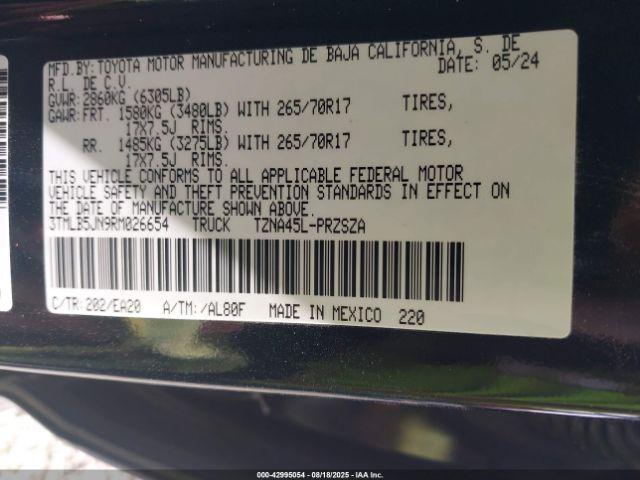 MFD.BY:TOYOTA MOTOR MANUFACTURING DE BAJA CALIFORNIA, S. DE
R.L. DE C.V. DATE: 05/24
GVWR:2860KG (6305LB)
GAWR:FRT. 1580KG (3480LB) WITH 265/70R17 TIRES,
17X7.5J RIMS.
RR. 1485KG (3275LB) WITH 265/70R17 TIRES,
17X7.5J RIMS.
THIS VEHICLE CONFORMS TO ALL APPLICABLE FEDERAL MOTOR
VEHICLE SAFETY AND THEFT PREVENTION STANDARDS IN EFFECT ON
THE DATE OF MANUFACTURE SHOWN ABOVE.
3TMLB5JN9RM026654 TRUCK TZNA45L-PRZSZA
C/TR:202/EA20 A/TM:/AL80F MADE IN MEXICO 220
000-42995054 - 08/18/2025 - IAA Inc.